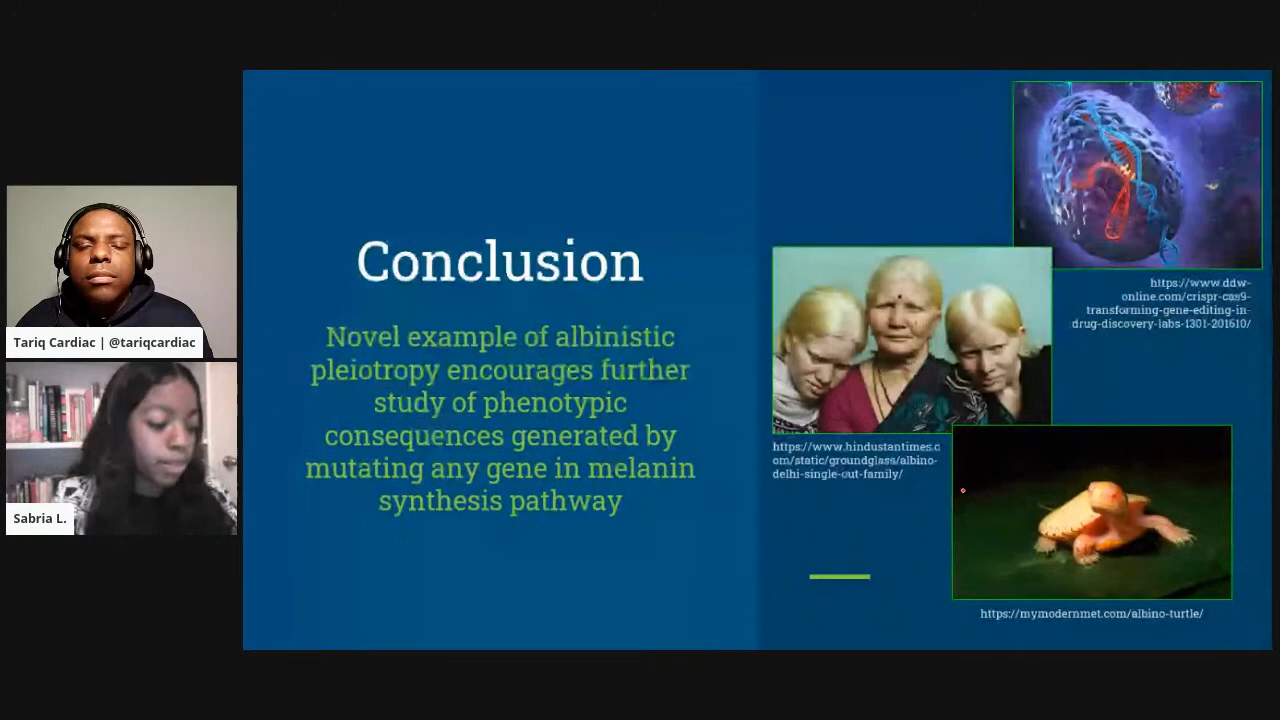 Tariq Cardiac | @tariqcardiac
Sabria L.
Conclusion
Novel example of albinistic
pleiotropy encourages further
study of phenotypic
consequences generated by
mutating any gene in melanin
synthesis pathway
https://www.ddw-
online.com/crispr-cas9-
transforming-gene-editing-in-
drug-discovery-labs-1301-201610/
https://www.hindustantimes.c
om/static/groundglass/albino-
delhi-single-out-family/
https://mymodernmet.com/albino-turtle/